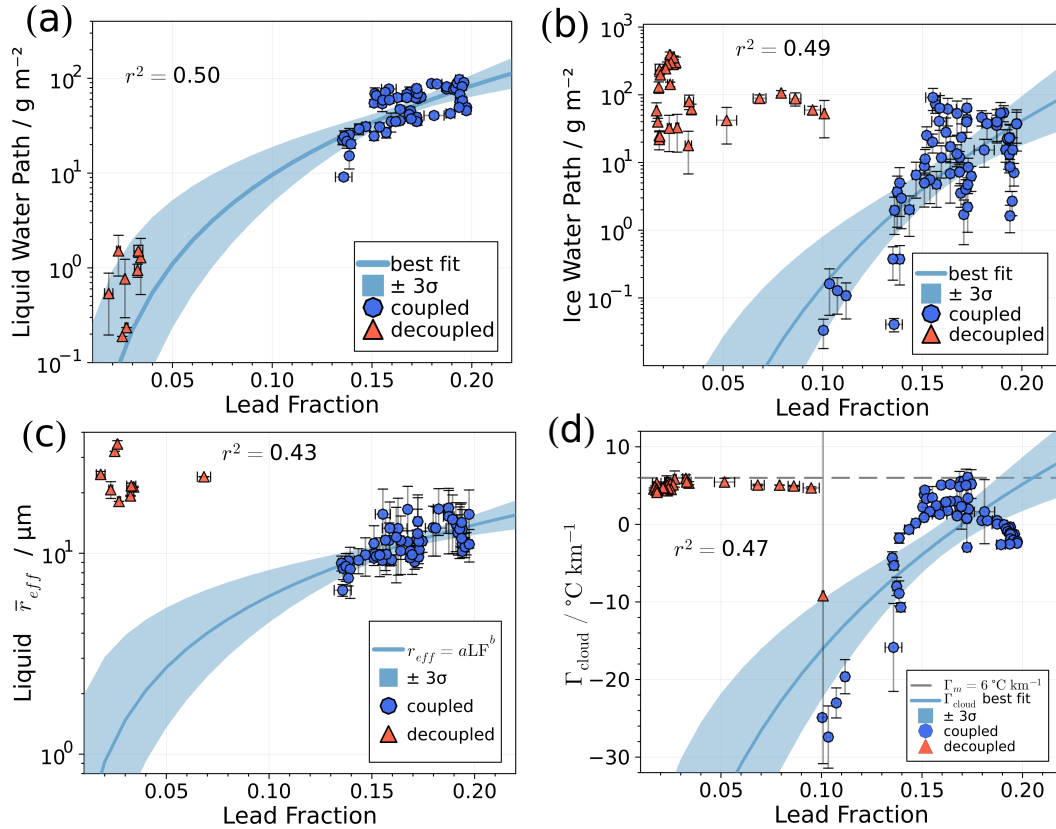 (a)
r² = 0.50
Liquid Water Path / g m⁻²
10²
10¹
10⁰
10⁻¹
best fit
± 3σ
coupled
decoupled
0.05
0.10
0.15
0.20
Lead Fraction
(b)
r² = 0.49
Ice Water Path / g m⁻²
10³
10²
10¹
10⁰
10⁻¹
best fit
± 3σ
coupled
decoupled
0.05
0.10
0.15
0.20
Lead Fraction
(c)
r² = 0.43
Liquid r̄eff / μm
10¹
10⁰
reff = aLFᵇ
± 3σ
coupled
decoupled
0.05
0.10
0.15
0.20
Lead Fraction
(d)
r² = 0.47
Γcloud / °C km⁻¹
10
0
−10
−20
−30
Γm = 6 °C km⁻¹
Γcloud best fit
± 3σ
coupled
decoupled
0.05
0.10
0.15
0.20
Lead Fraction